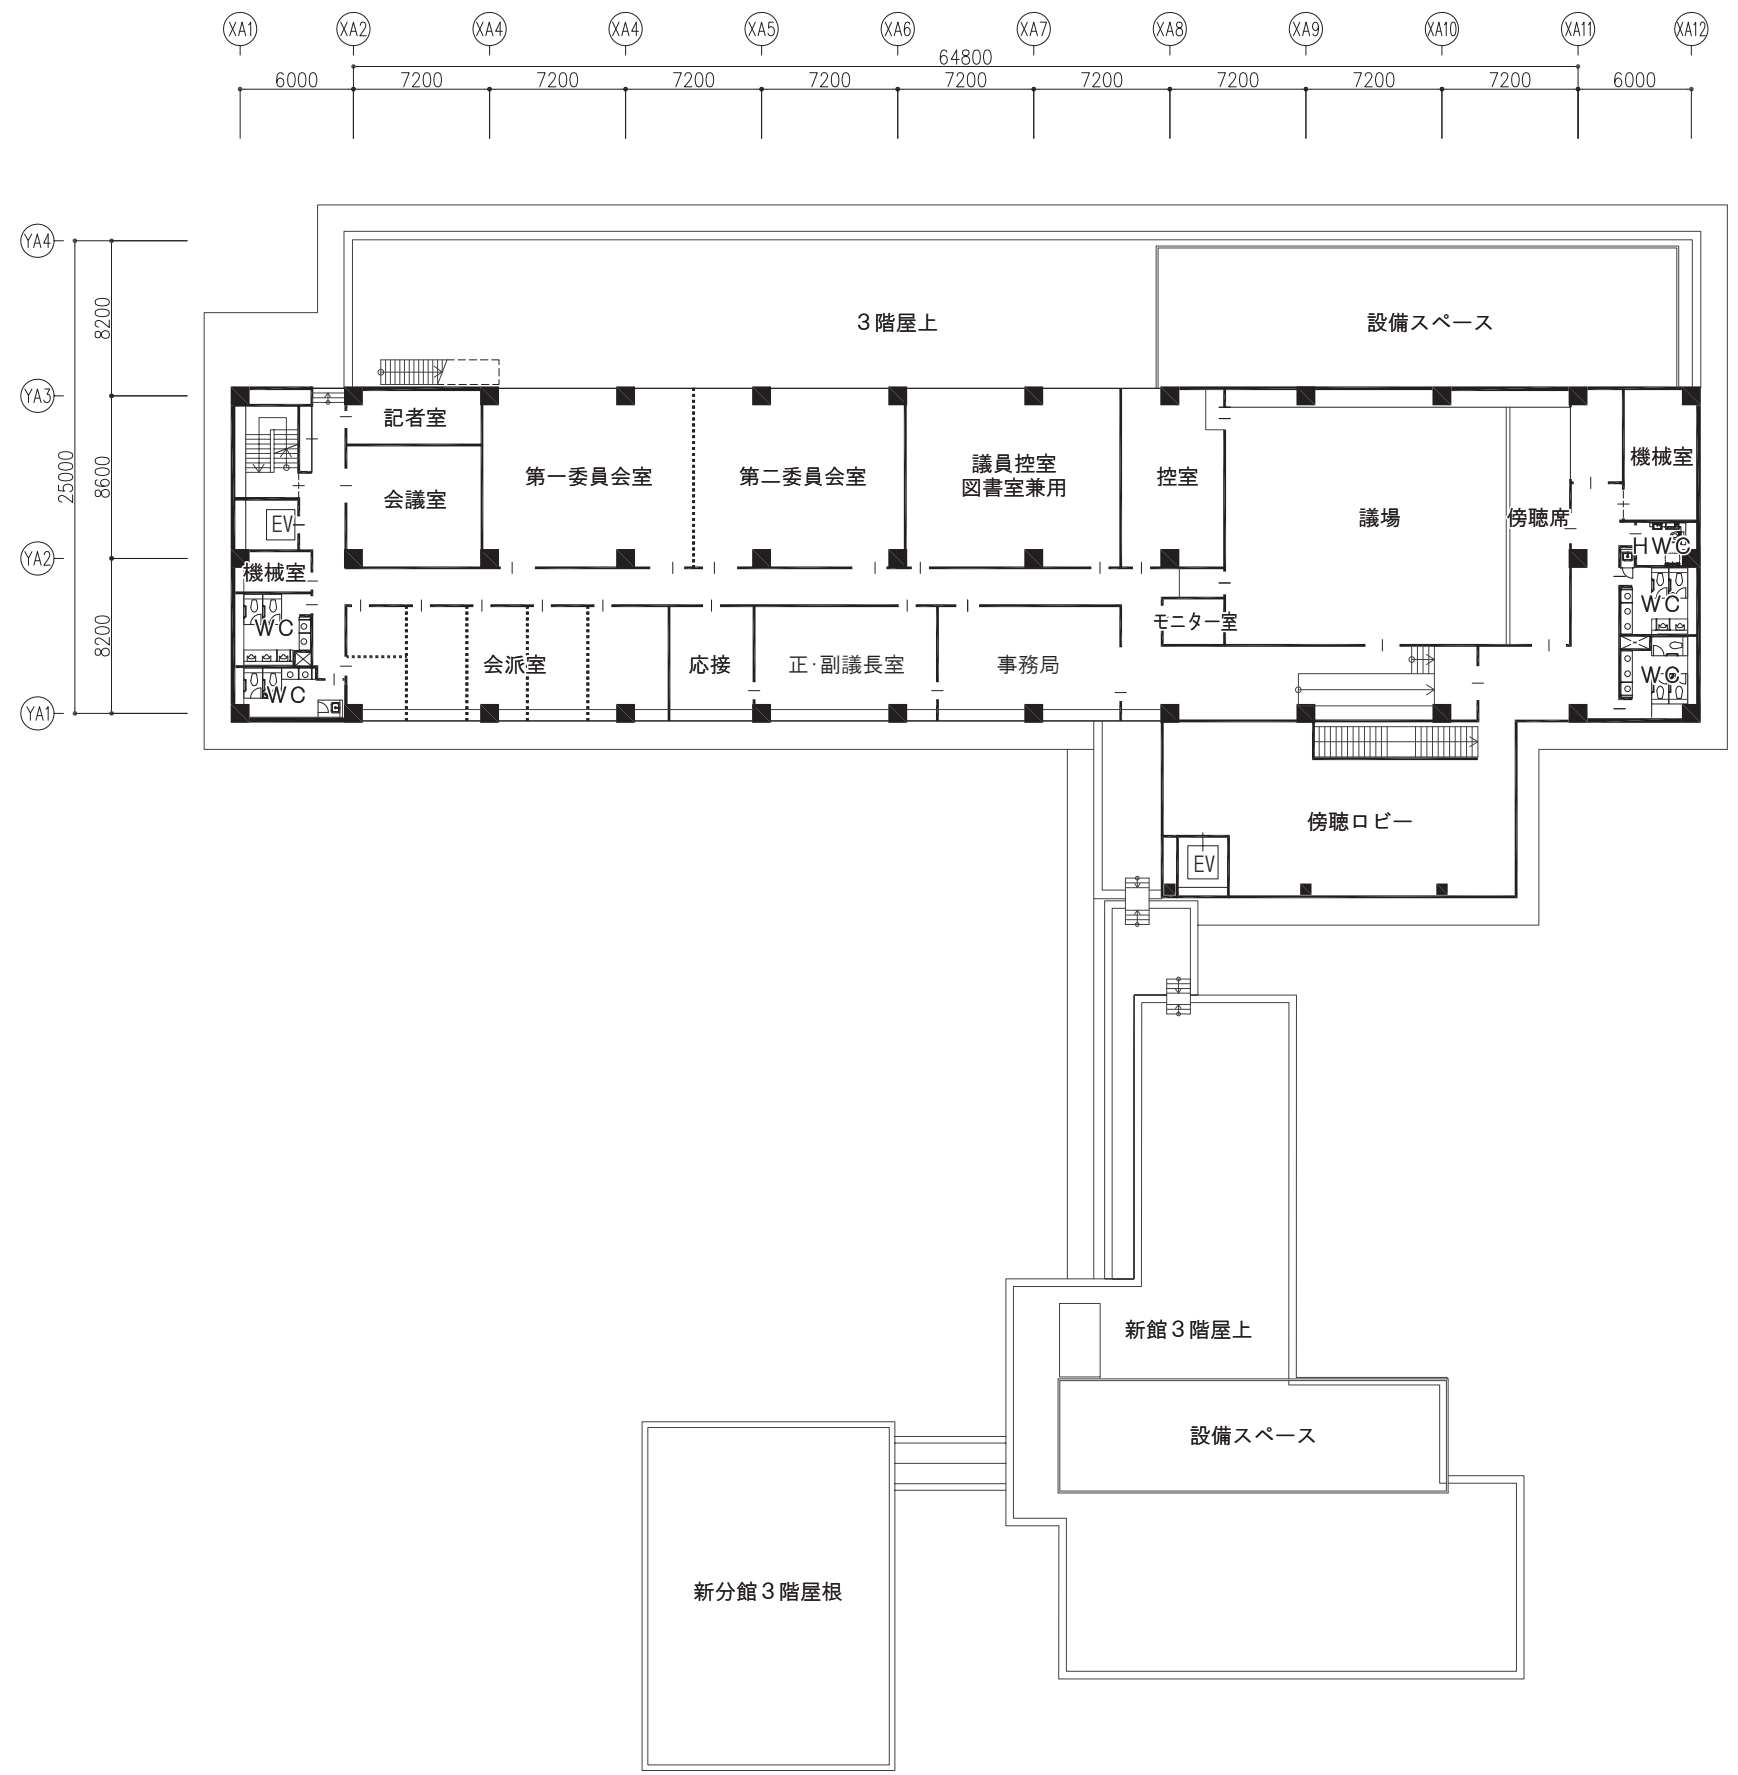 XA1 XA2 XA4 XA4 XA5 XA6 XA7 XA8 XA9 XA10 XA11 XA12
64800
6000 7200 7200 7200 7200 7200 7200 7200 7200 7200 6000
YA4
YA3
YA2
YA1
8200
8600
8200
25000
3階屋上
設備スペース
記者室
会議室
第一委員会室
第二委員会室
議員控室
図書室兼用
控室
議場
傍聴席
機械室
EV
機械室
HWC
WC
WC
WC
WC
モニター室
会派室
応接
正・副議長室
事務局
傍聴ロビー
EV
新館3階屋上
設備スペース
新分館3階屋根